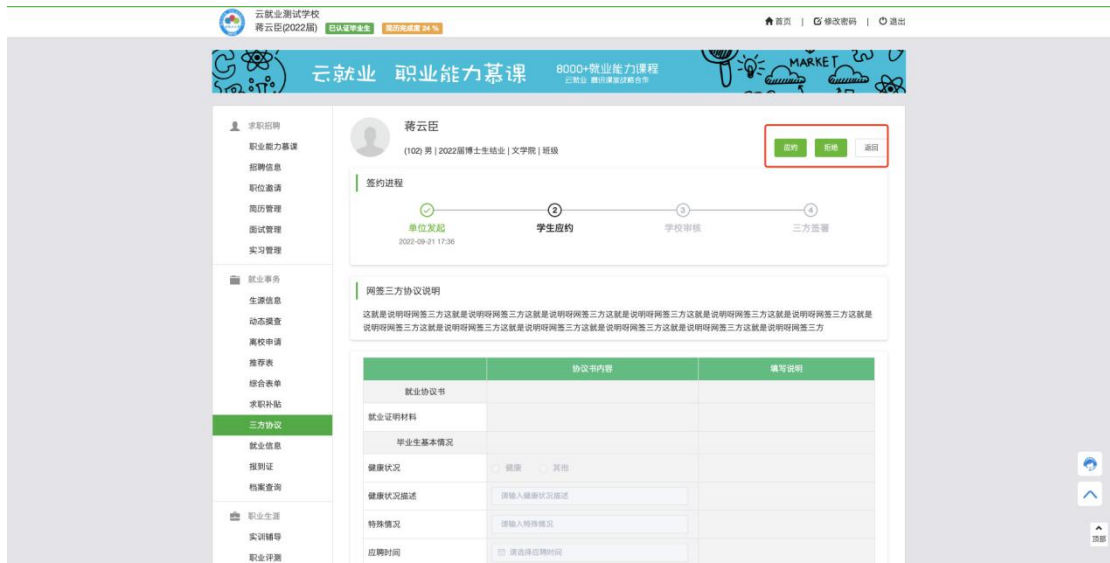 云就业测试学校
蒋云臣(2022届) 已认证毕业生 简历完成度 24 %
首页 | 修改密码 | 退出
云就业 职业能力慕课
8000+就业能力课程
MARKET
求职招聘
职业能力慕课
招聘信息
职位邀请
简历管理
面试管理
实习管理
就业事务
生源信息
动态摸查
离校申请
推荐表
综合表单
求职补贴
三方协议
就业信息
报到证
档案查询
职业生涯
实训辅导
职业评测
蒋云臣
(102) 男 | 2022届博士生结业 | 文学院 | 班级
应约 拒绝 返回
签约进程
2 3 4
单位发起 学生应约 学校审核 三方签署
2022-09-21 17:36
网签三方协议说明
这就是说明呀网签三方这就是说明呀网签三方这就是说明呀网签三方这就是说明呀网签三方这就是说明呀网签三方这就是说明呀网签三方这就是
说明呀网签三方这就是说明呀网签三方这就是说明呀网签三方这就是说明呀网签三方这就是说明呀网签三方这就是说明呀网签三方
协议书内容 填写说明
就业协议书
就业证明材料
毕业生基本情况
健康状况 健康 其他
健康状况描述 请输入健康状况描述
特殊情况 请输入特殊情况
应聘时间 请选择应聘时间
顶部